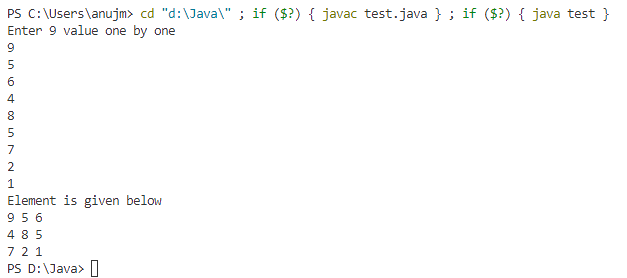 PS C:\Users\anujm> cd "d:\Java\" ; if ($?) { javac test.java } ; if ($?) { java test }
Enter 9 value one by one
9
5
6
4
8
5
7
2
1
Element is given below
9 5 6
4 8 5
7 2 1
PS D:\Java>